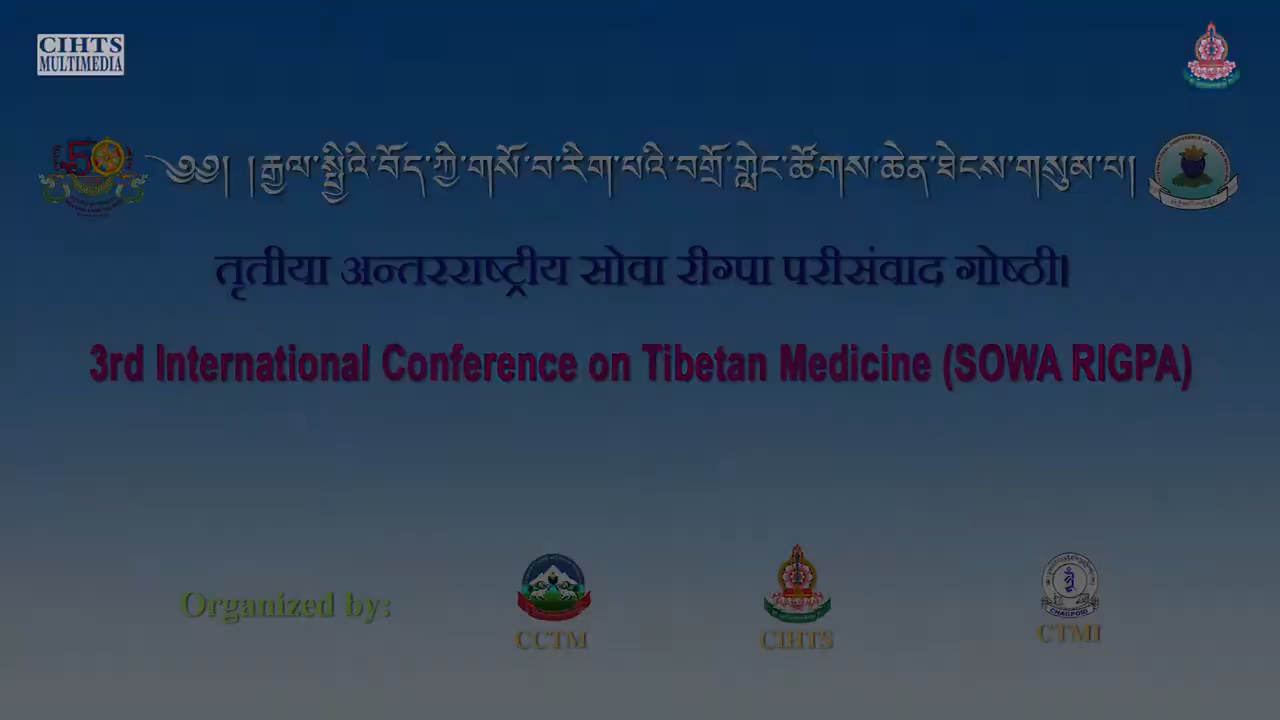 CIHTS
MULTIMEDIA
༄༅། །རྒྱལ་སྤྱིའི་བོད་ཀྱི་གསོ་བ་རིག་པའི་བགྲོ་གླེང་ཚོགས་ཆེན་ཐེངས་གསུམ་པ།
तृतीया अन्तरराष्ट्रीय सोवा रीग्पा परीसंवाद गोष्ठी।
3rd International Conference on Tibetan Medicine (SOWA RIGPA)
Organized by:
CCTM
CIHTS
CHAGPORI
CTMI